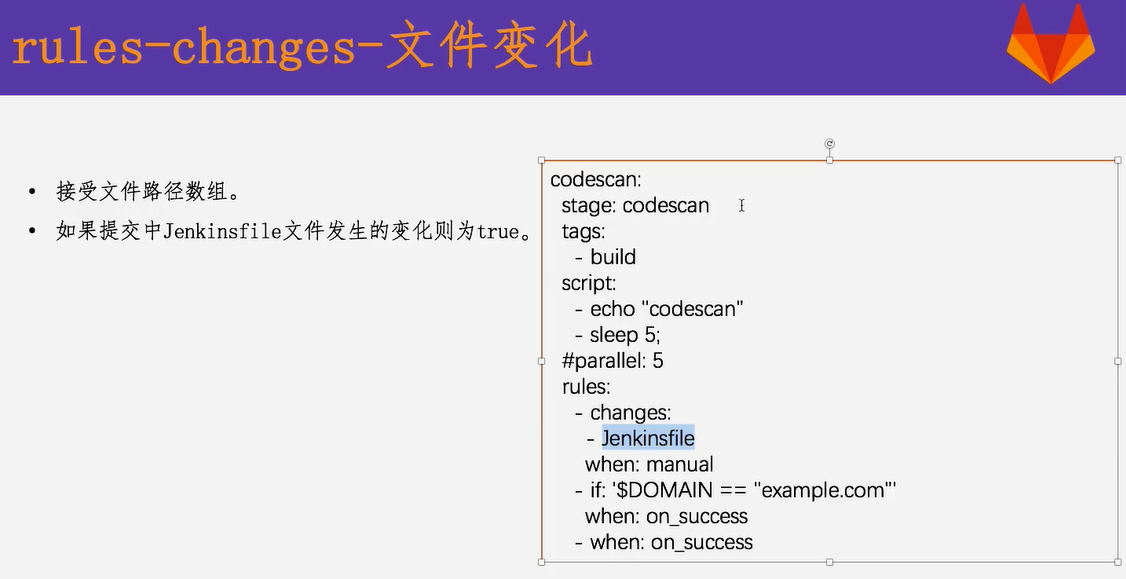 rules-changes-文件变化
• 接受文件路径数组。
• 如果提交中Jenkinsfile文件发生的变化则为true。
codescan:
  stage: codescan
  tags:
    - build
  script:
    - echo "codescan"
    - sleep 5;
  #parallel: 5
  rules:
    - changes:
      - Jenkinsfile
      when: manual
    - if: '$DOMAIN == "example.com"'
      when: on_success
    - when: on_success